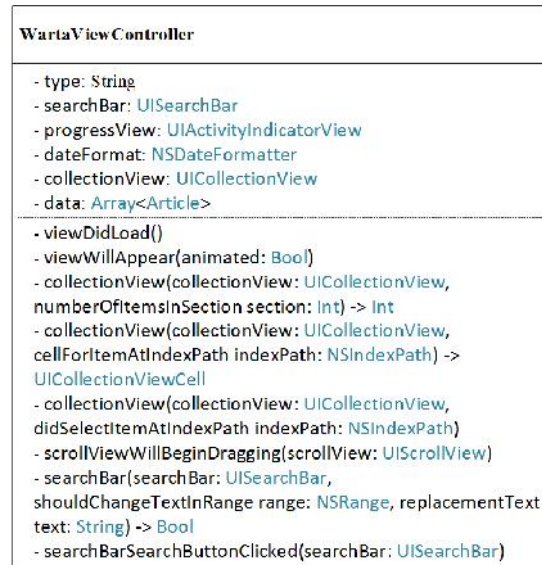 WartaViewController
- type: String
- searchBar: UISearchBar
- progressView: UIActivityIndicatorView
- dateFormat: NSDateFormatter
- collectionView: UICollectionView
- data: Array<Article>
- viewDidLoad()
- viewWillAppear(animated: Bool)
- collectionView(collectionView: UICollectionView,
numberOfItemsInSection section: Int) -> Int
- collectionView(collectionView: UICollectionView,
cellForItemAtIndexPath indexPath: NSIndexPath) ->
UICollectionViewCell
- collectionView(collectionView: UICollectionView,
didSelectItemAtIndexPath indexPath: NSIndexPath)
- scrollViewWillBeginDragging(scrollView: UIScrollView)
- searchBar(searchBar: UISearchBar,
shouldChangeTextInRange range: NSRange, replacementText
text: String) -> Bool
- searchBarSearchButtonClicked(searchBar: UISearchBar)